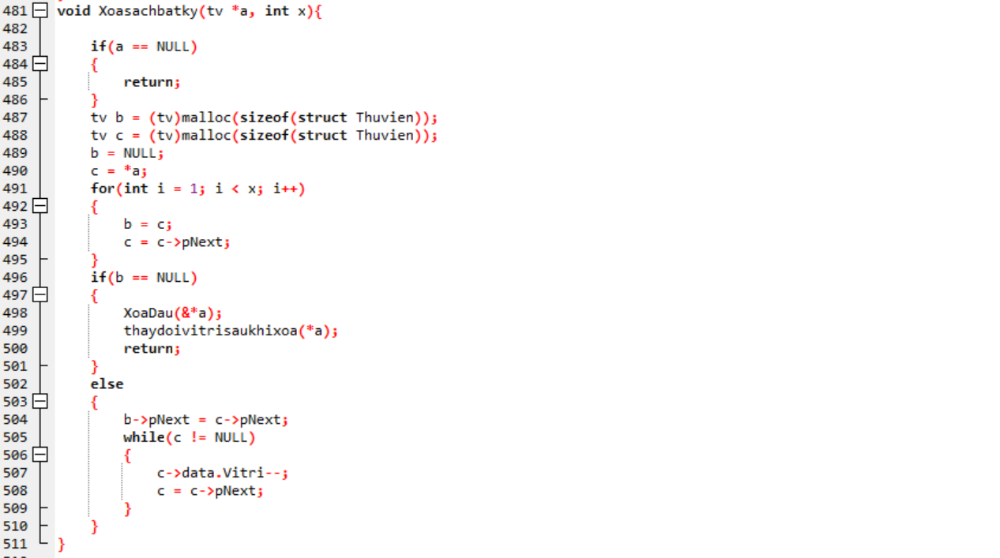 481 void Xoasachbatky(tv *a, int x){
482
483     if(a == NULL)
484     {
485         return;
486     }
487     tv b = (tv)malloc(sizeof(struct Thuvien));
488     tv c = (tv)malloc(sizeof(struct Thuvien));
489     b = NULL;
490     c = *a;
491     for(int i = 1; i < x; i++)
492     {
493         b = c;
494         c = c->pNext;
495     }
496     if(b == NULL)
497     {
498         XoaDau(&*a);
499         thaydoivitrisaukhixoa(*a);
500         return;
501     }
502     else
503     {
504         b->pNext = c->pNext;
505         while(c != NULL)
506         {
507             c->data.Vitri--;
508             c = c->pNext;
509         }
510     }
511 }